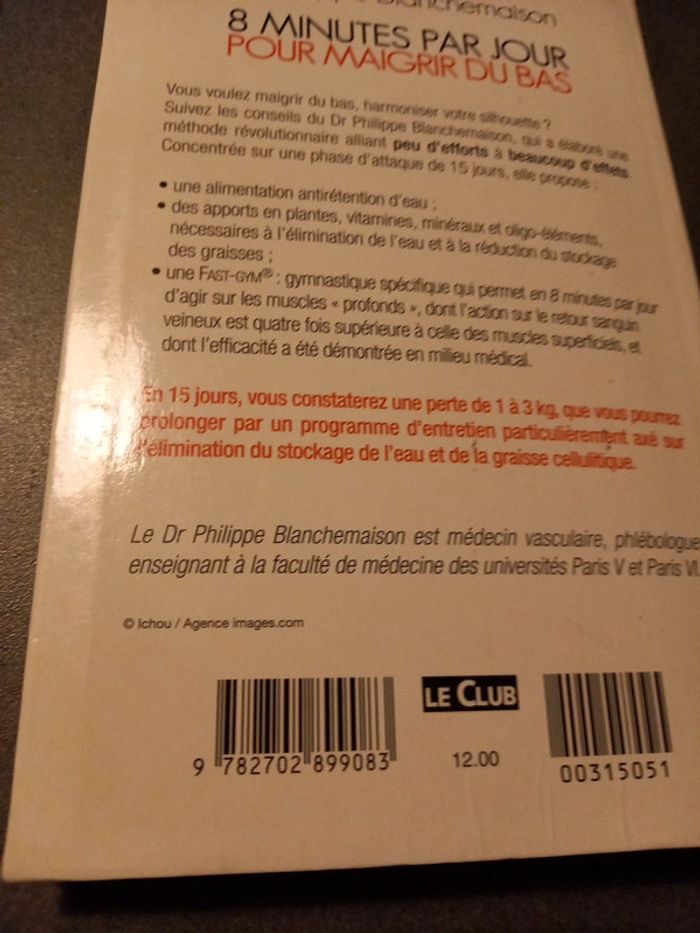 Blanchemaison
8 MINUTES PAR JOUR
POUR MAIGRIR DU BAS
Vous voulez maigrir du bas, harmoniser votre silhouette ?
Suivez les conseils du Dr Philippe Blanchemaison, qui a élaboré une
méthode révolutionnaire alliant peu d'efforts à beaucoup d'effets.
Concentrée sur une phase d'attaque de 15 jours, elle propose :
• une alimentation antirétention d'eau ;
• des apports en plantes, vitamines, minéraux et oligo-éléments,
nécessaires à l'élimination de l'eau et à la réduction du stockage
des graisses ;
• une FAST-GYM® : gymnastique spécifique qui permet en 8 minutes par jour
d'agir sur les muscles « profonds », dont l'action sur le retour sanguin
veineux est quatre fois supérieure à celle des muscles superficiels, et
dont l'efficacité a été démontrée en milieu médical.
En 15 jours, vous constaterez une perte de 1 à 3 kg, que vous pourrez
prolonger par un programme d'entretien particulièrement axé sur
l'élimination du stockage de l'eau et de la graisse cellulitique.
Le Dr Philippe Blanchemaison est médecin vasculaire, phlébologue
enseignant à la faculté de médecine des universités Paris V et Paris VI.
© Ichou / Agence images.com
LE CLUB
9 782702 899083
12.00
00315051